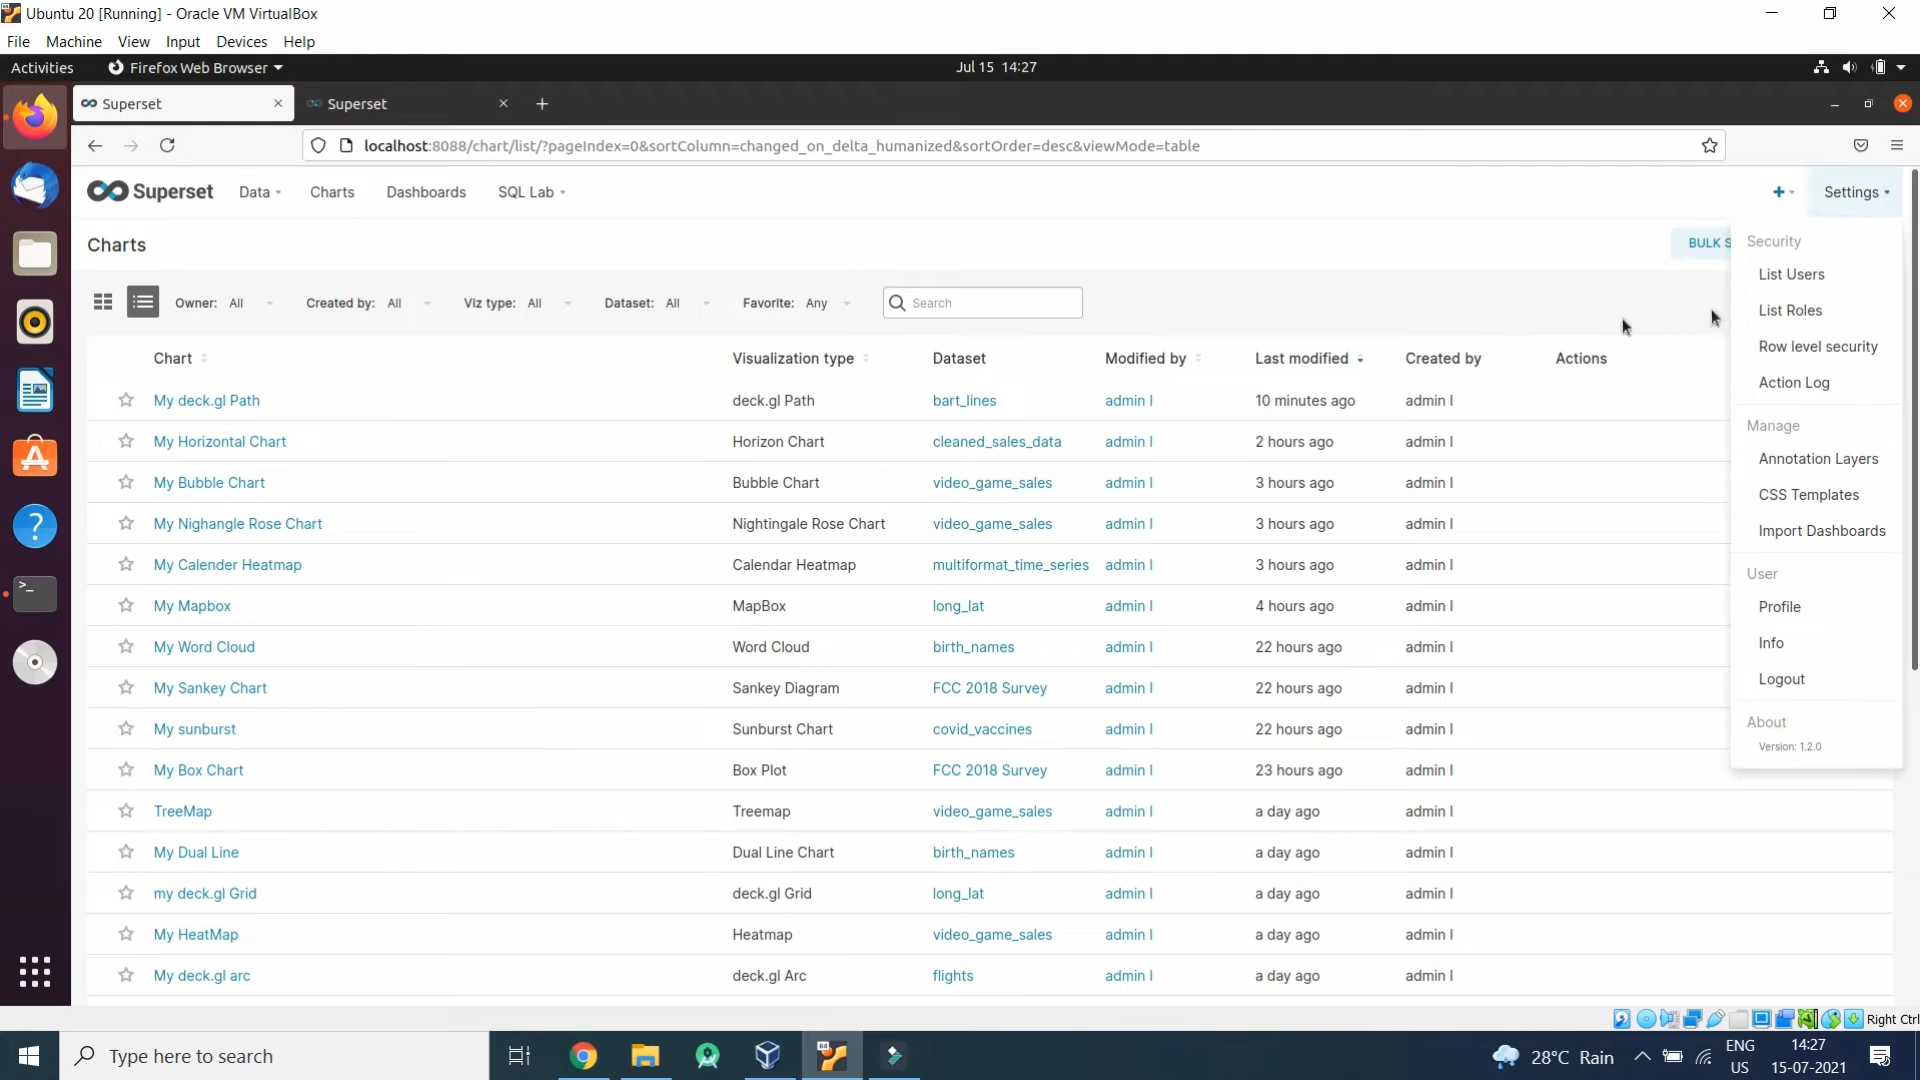 Ubuntu 20 [Running] - Oracle VM VirtualBox
File Machine View Input Devices Help
Activities Firefox Web Browser Jul 15 14:27
Superset Superset
localhost:8088/chart/list/?pageIndex=0&sortColumn=changed_on_delta_humanized&sortOrder=desc&viewMode=table
Superset Data Charts Dashboards SQL Lab + Settings
Charts BULK S
Owner: All Created by: All Viz type: All Dataset: All Favorite: Any Search
Chart Visualization type Dataset Modified by Last modified Created by Actions
My deck.gl Path deck.gl Path bart_lines admin l 10 minutes ago admin l
My Horizontal Chart Horizon Chart cleaned_sales_data admin l 2 hours ago admin l
My Bubble Chart Bubble Chart video_game_sales admin l 3 hours ago admin l
My Nighangle Rose Chart Nightingale Rose Chart video_game_sales admin l 3 hours ago admin l
My Calender Heatmap Calendar Heatmap multiformat_time_series admin l 3 hours ago admin l
My Mapbox MapBox long_lat admin l 4 hours ago admin l
My Word Cloud Word Cloud birth_names admin l 22 hours ago admin l
My Sankey Chart Sankey Diagram FCC 2018 Survey admin l 22 hours ago admin l
My sunburst Sunburst Chart covid_vaccines admin l 22 hours ago admin l
My Box Chart Box Plot FCC 2018 Survey admin l 23 hours ago admin l
TreeMap Treemap video_game_sales admin l a day ago admin l
My Dual Line Dual Line Chart birth_names admin l a day ago admin l
my deck.gl Grid deck.gl Grid long_lat admin l a day ago admin l
My HeatMap Heatmap video_game_sales admin l a day ago admin l
My deck.gl arc deck.gl Arc flights admin l a day ago admin l
Security
List Users
List Roles
Row level security
Action Log
Manage
Annotation Layers
CSS Templates
Import Dashboards
User
Profile
Info
Logout
About
Version: 1.2.0
Right Ctrl
Type here to search 28°C Rain ENG US 14:27 15-07-2021